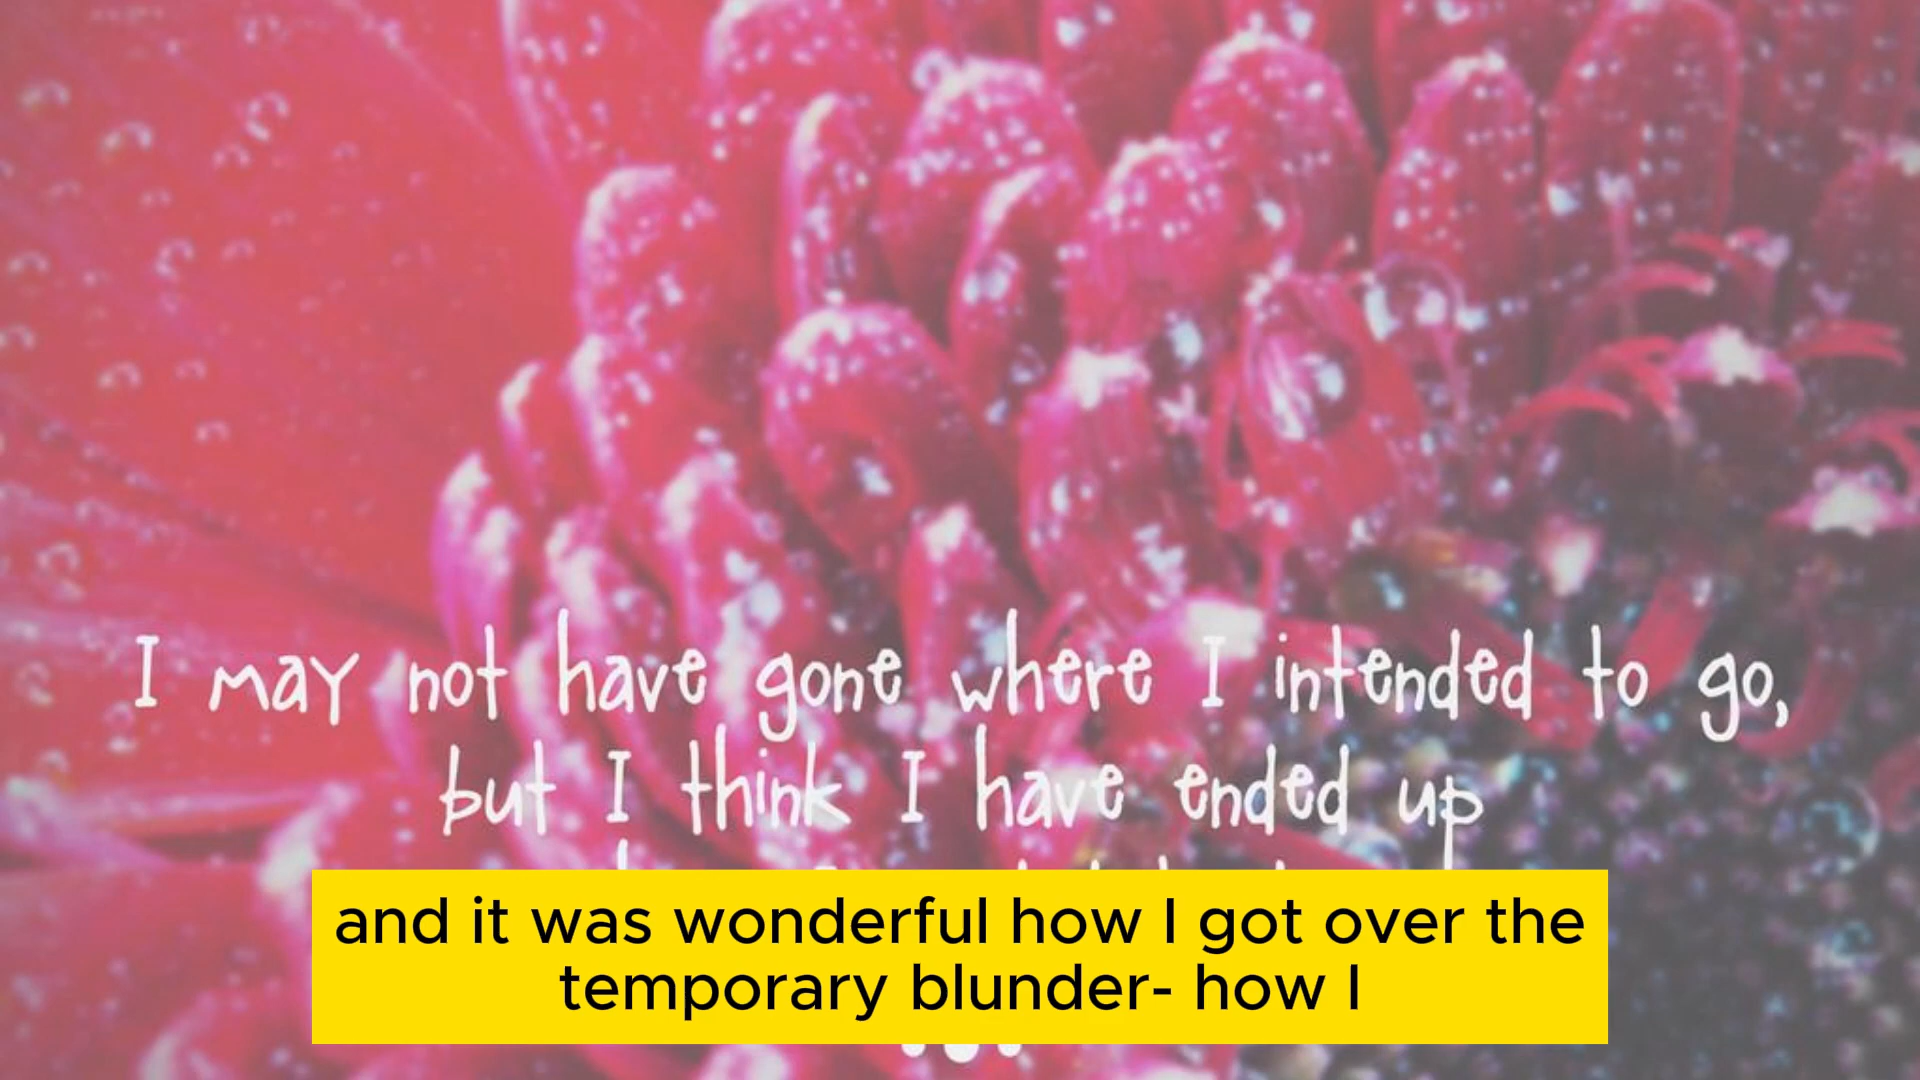 I may not have gone where I intended to go,
but I think I have ended up
and it was wonderful how I got over the
temporary blunder- how I